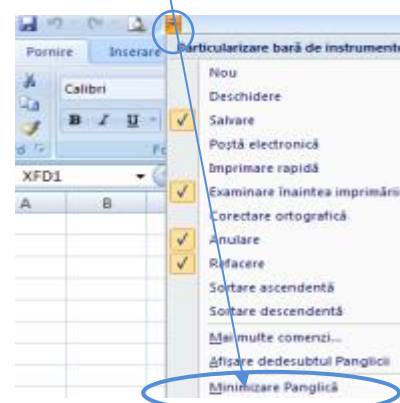 Pornire Inserare
Particularizare bară de instrumente
Nou
Calibri
Deschidere
B I U
Salvare
Poștă electronică
Imprimare rapidă
XFD1
Examinare înaintea imprimării
A B
Corectare ortografică
Anulare
Refacere
Sortare ascendentă
Sortare descendentă
Mai multe comenzi...
Afișare dedesubtul Panglicii
Minimizare Panglică